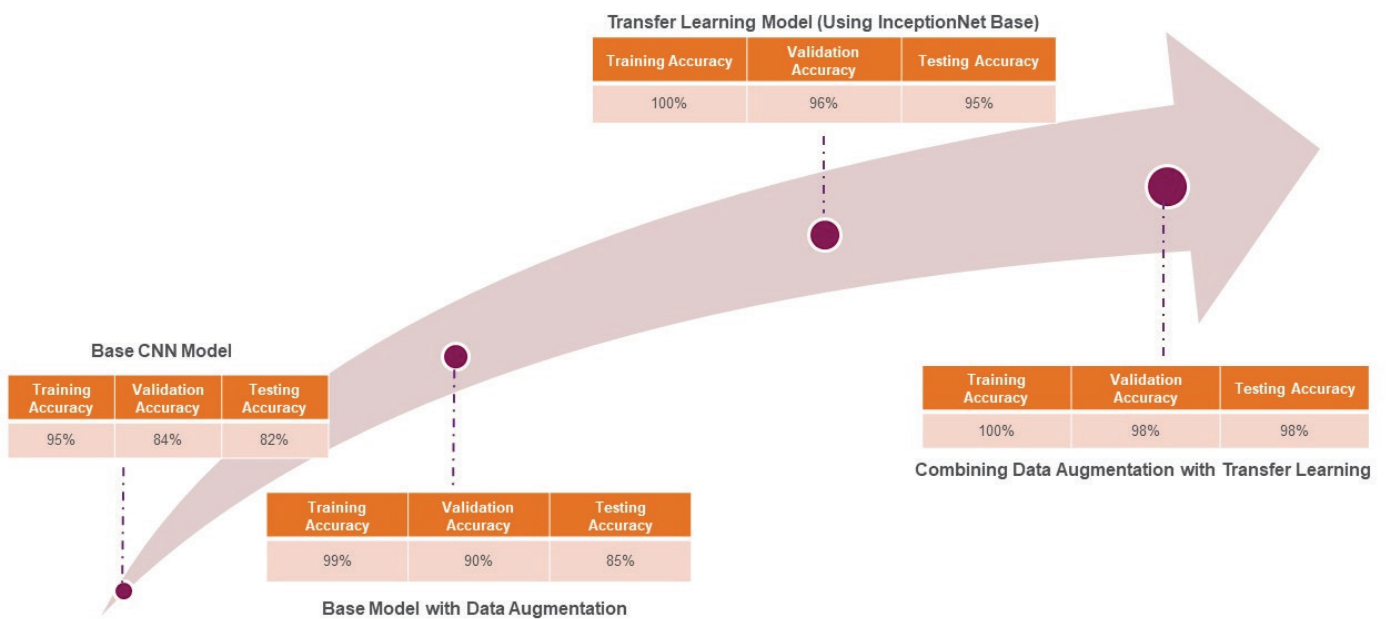 Transfer Learning Model (Using InceptionNet Base)
Training Accuracy
Validation
Accuracy
Testing Accuracy
100%
96%
95%
Base CNN Model
Training
Accuracy
Validation
Accuracy
Testing
Accuracy
95%
84%
82%
Training
Accuracy
Validation
Accuracy
Testing
Accuracy
99%
90%
85%
Base Model with Data Augmentation
Training
Accuracy
Validation
Accuracy
Testing Accuracy
100%
98%
98%
Combining Data Augmentation with Transfer Learning